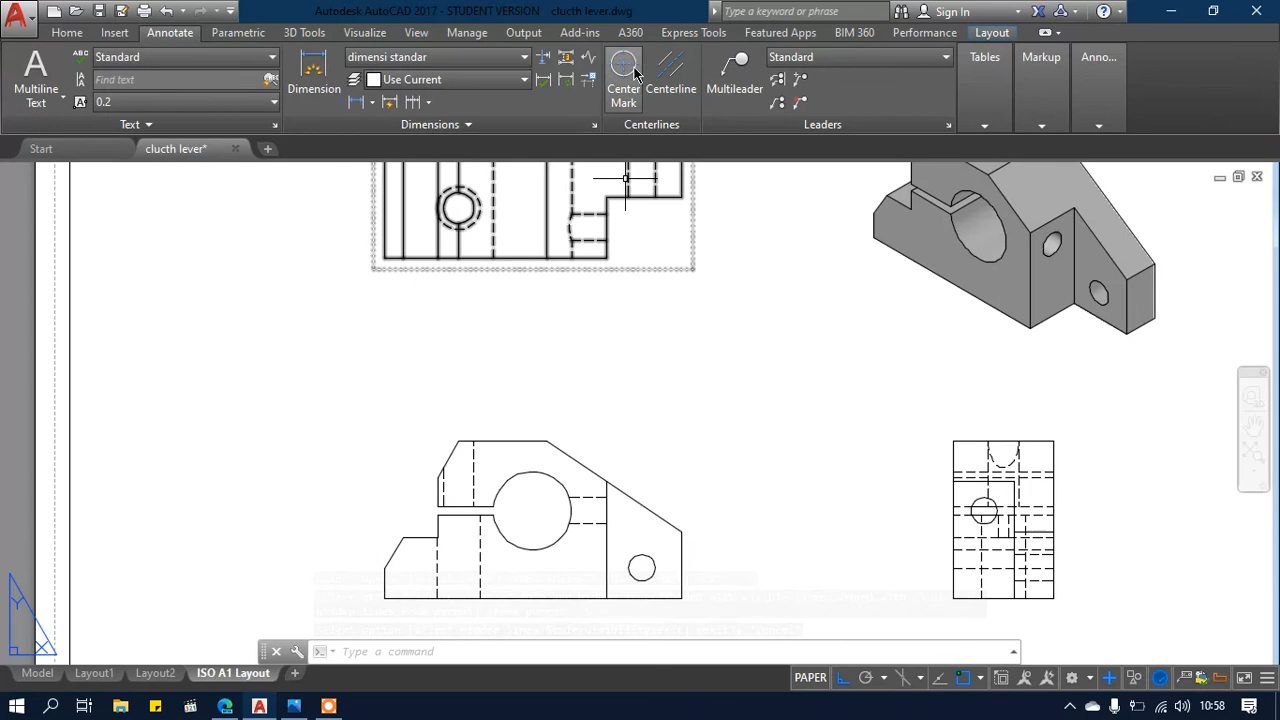 Autodesk AutoCAD 2017 - STUDENT VERSION clucth lever.dwg
Type a keyword or phrase
Sign In
Home Insert Annotate Parametric 3D Tools Visualize View Manage Output Add-ins A360 Express Tools Featured Apps BIM 360 Performance Layout
Standard
dimensi standar
Standard
Find text
Use Current
Multiline
Text
Dimension
Center
Mark
Centerline
Multileader
Tables
Markup
Anno...
0.2
Text
Dimensions
Centerlines
Leaders
Start
clucth lever*
Y
X
Type a command
Model Layout1 Layout2 ISO A1 Layout
PAPER
10:58